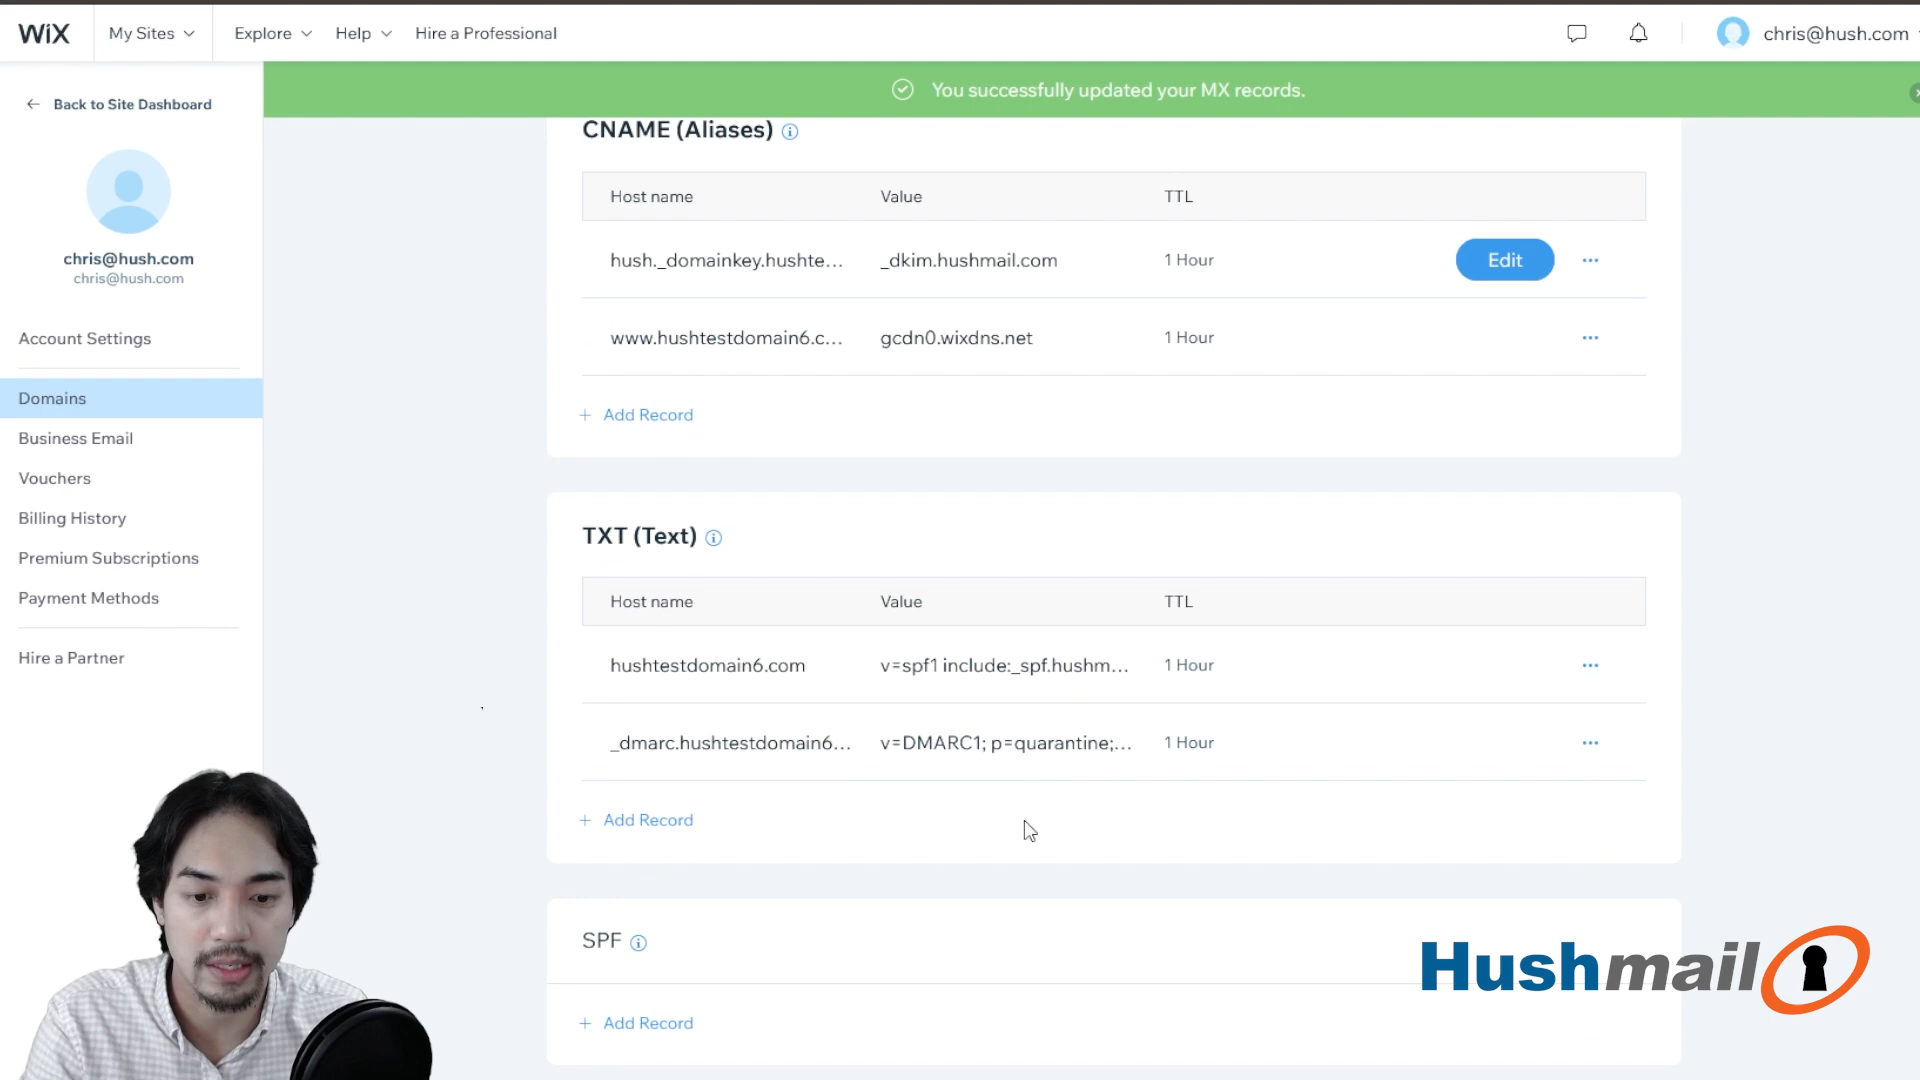 WiX
My Sites
Explore
Help
Hire a Professional
chris@hush.com
Back to Site Dashboard
You successfully updated your MX records.
chris@hush.com
chris@hush.com
Account Settings
Domains
Business Email
Vouchers
Billing History
Premium Subscriptions
Payment Methods
Hire a Partner
CNAME (Aliases)
Host name Value TTL
hush._domainkey.hushte... _dkim.hushmail.com 1 Hour Edit
www.hushtestdomain6.c... gcdn0.wixdns.net 1 Hour
+ Add Record
TXT (Text)
Host name Value TTL
hushtestdomain6.com v=spf1 include:_spf.hushm... 1 Hour
_dmarc.hushtestdomain6... v=DMARC1; p=quarantine;... 1 Hour
+ Add Record
SPF
+ Add Record
Hushmail